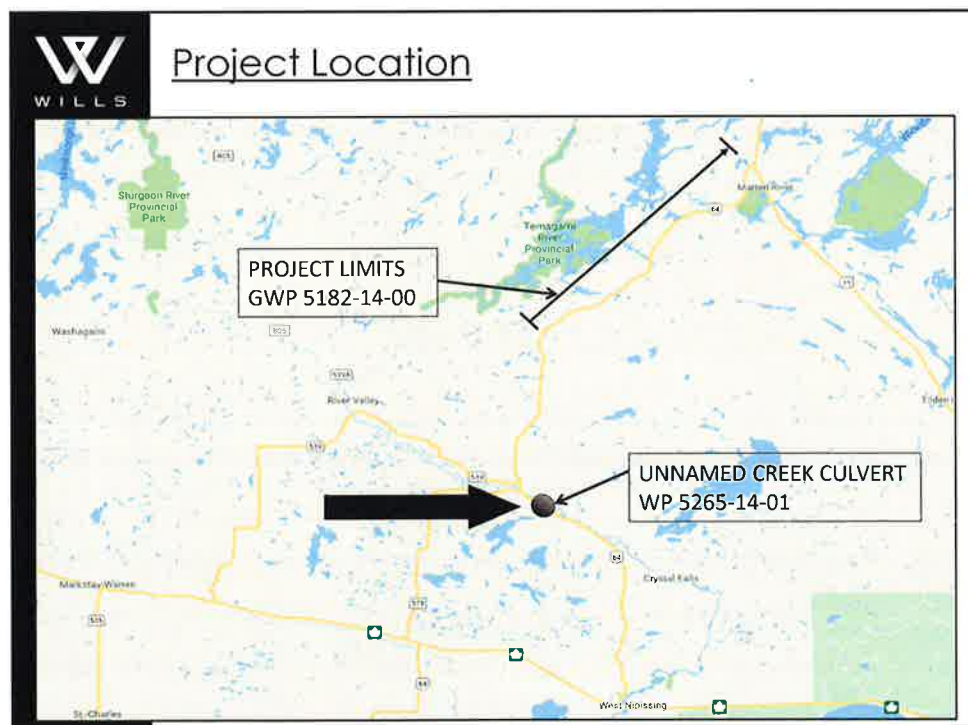 WILLS
Project Location
805
Sturgeon River
Provincial
Park
Marten River
64
Temagami
River
Provincial
Park
PROJECT LIMITS
GWP 5182-14-00
11
Washagami
805
539A
River Valley
539
539
UNNAMED CREEK CULVERT
WP 5265-14-01
64
Crystal Falls
Markstay-Warren
575
535
64
West Nipissing
St.-Charles